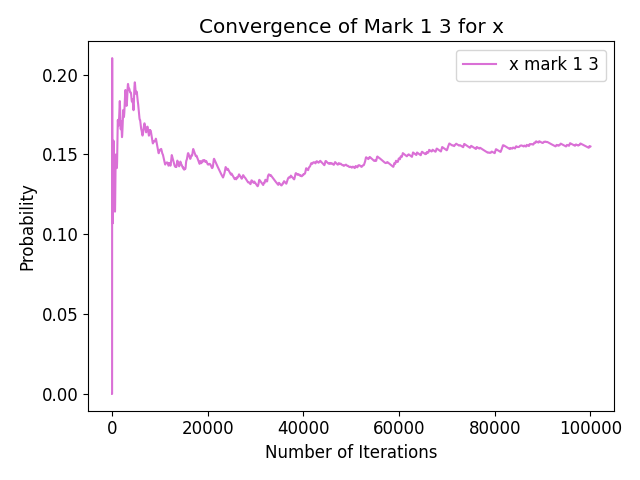 Convergence of Mark 1 3 for x
x mark 1 3
0.20
0.15
0.10
0.05
0.00
Probability
0
20000
40000
60000
80000
100000
Number of Iterations